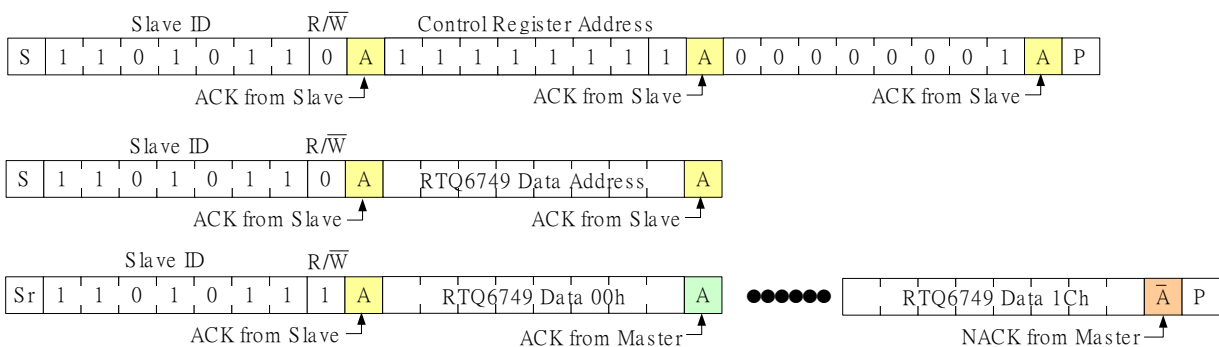 Slave ID R/W̅ Control Register Address
S 1 1 0 1 0 1 1 0 A 1 1 1 1 1 1 1 1 A 0 0 0 0 0 0 0 1 A P
ACK from Slave ACK from Slave ACK from Slave
Slave ID R/W̅
S 1 1 0 1 0 1 1 0 A RTQ6749 Data Address A
ACK from Slave ACK from Slave
Slave ID R/W̅
Sr 1 1 0 1 0 1 1 1 A RTQ6749 Data 00h A ●●●●●● RTQ6749 Data 1Ch A̅ P
ACK from Slave ACK from Master NACK from Master